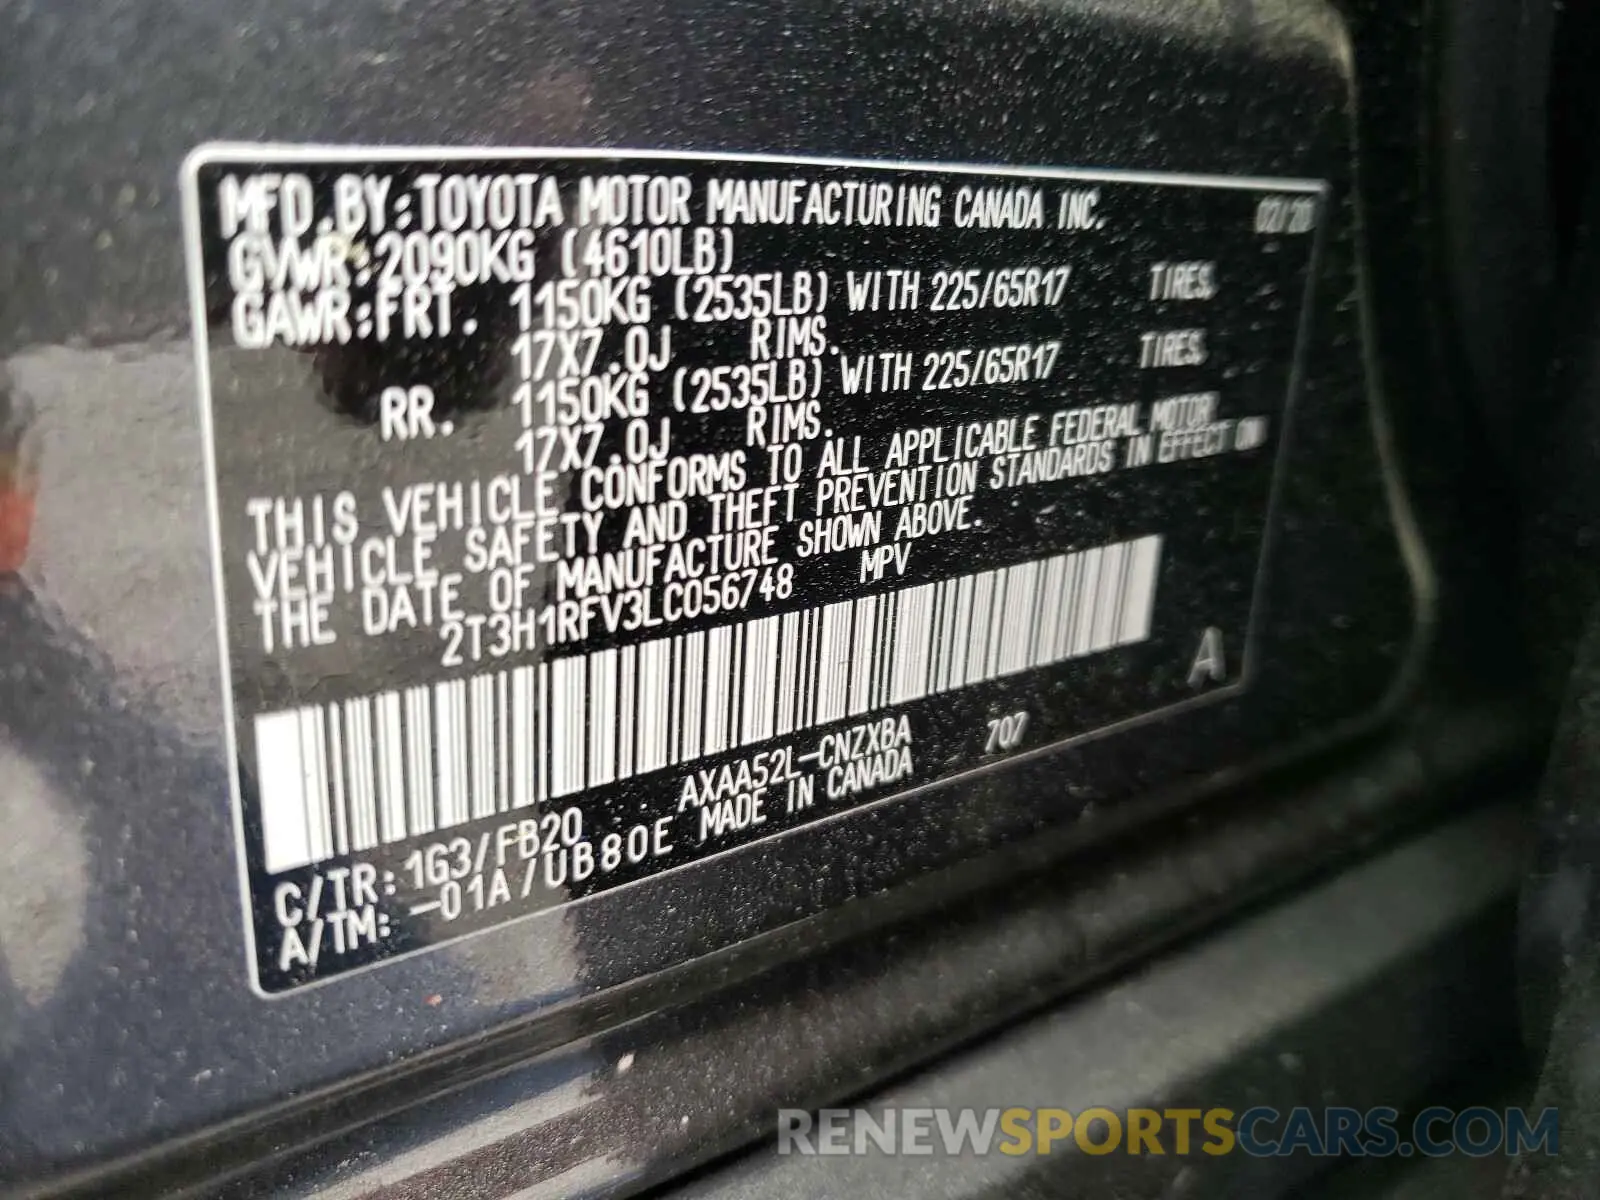 MFD.BY:TOYOTA MOTOR MANUFACTURING CANADA INC. 02/20
GVWR:2090KG (4610LB)
GAWR:FRT. 1150KG (2535LB) WITH 225/65R17 TIRES,
17X7.0J RIMS.
RR. 1150KG (2535LB) WITH 225/65R17 TIRES,
17X7.0J RIMS.
THIS VEHICLE CONFORMS TO ALL APPLICABLE FEDERAL MOTOR
VEHICLE SAFETY AND THEFT PREVENTION STANDARDS IN EFFECT ON
THE DATE OF MANUFACTURE SHOWN ABOVE.
2T3H1RFV3LC056748 MPV
A
C/TR: 1G3/FB20 AXAA52L-CNZXBA 707
A/TM: -01A/UB80E MADE IN CANADA
RENEWSPORTSCARS.COM